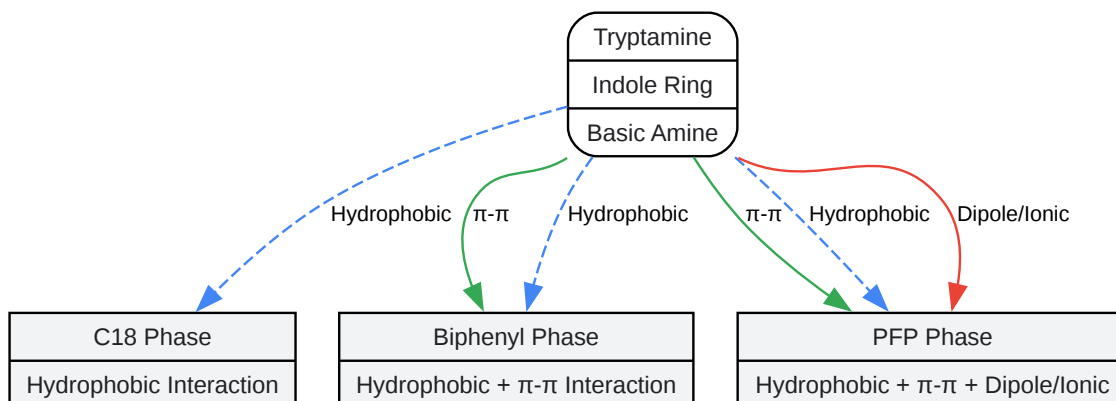 Tryptamine
Indole Ring
Basic Amine
Hydrophobic
π-π
Hydrophobic
π-π
Hydrophobic
Dipole/Ionic
C18 Phase
Hydrophobic Interaction
Biphenyl Phase
Hydrophobic + π-π Interaction
PFP Phase
Hydrophobic + π-π + Dipole/Ionic